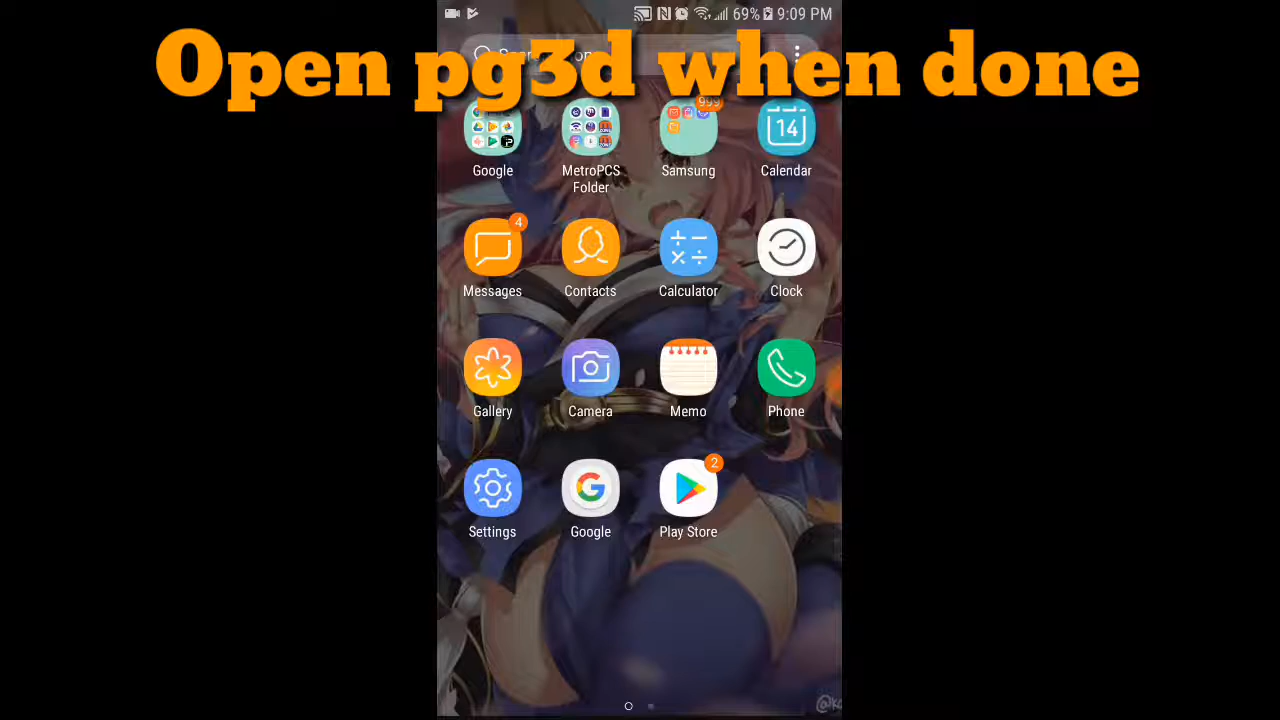 69% 9:09 PM
Open pg3d when done
999
14
Google MetroPCS Folder Samsung Calendar
4
Messages Contacts Calculator Clock
Gallery Camera Memo Phone
2
Settings Google Play Store